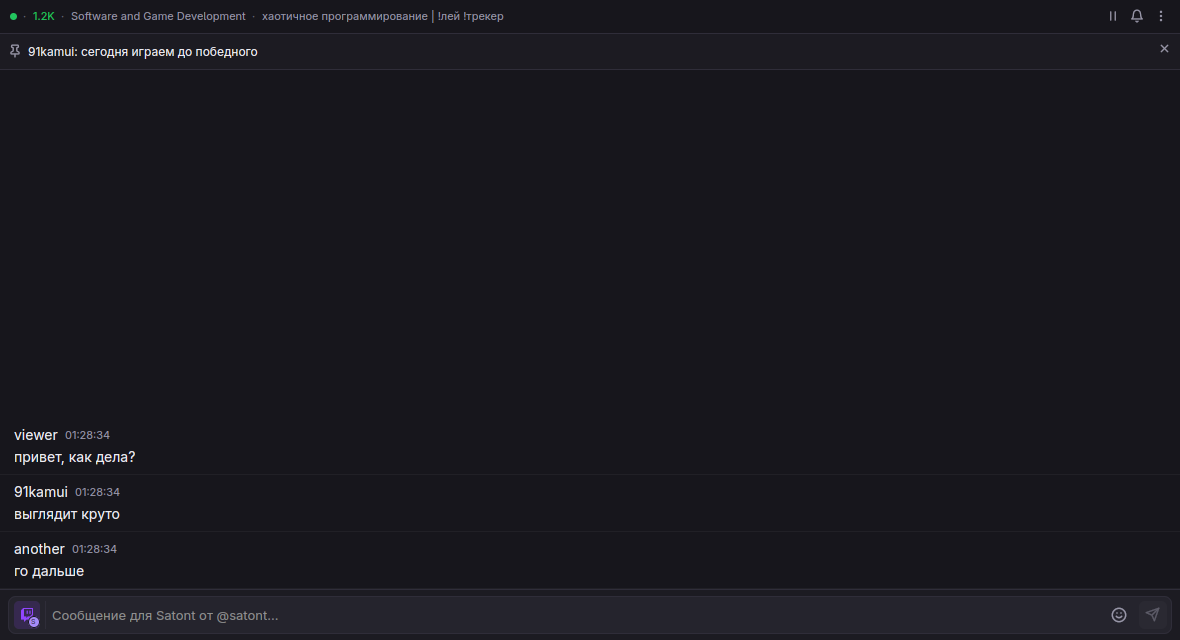 · 1.2K · Software and Game Development · хаотичное программирование | !лей !трекер
91kamui: сегодня играем до победного
viewer 01:28:34
привет, как дела?
91kamui 01:28:34
выглядит круто
another 01:28:34
го дальше
Сообщение для Satont от @satont...